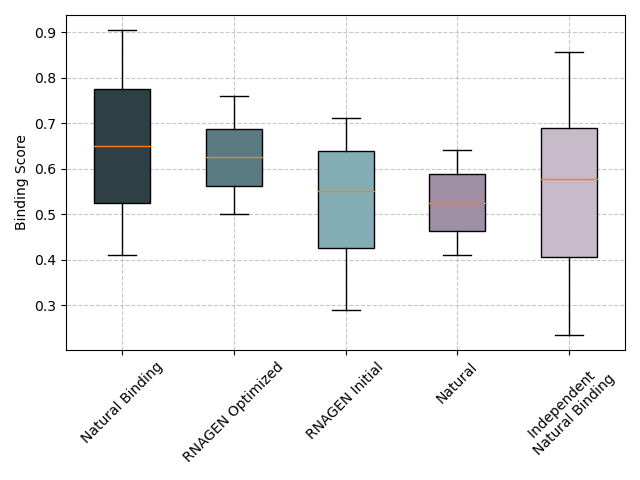 0.9
0.8
0.7
0.6
0.5
0.4
0.3
Binding Score
Natural Binding
RNAGEN Optimized
RNAGEN Initial
Natural
Independent
Natural Binding